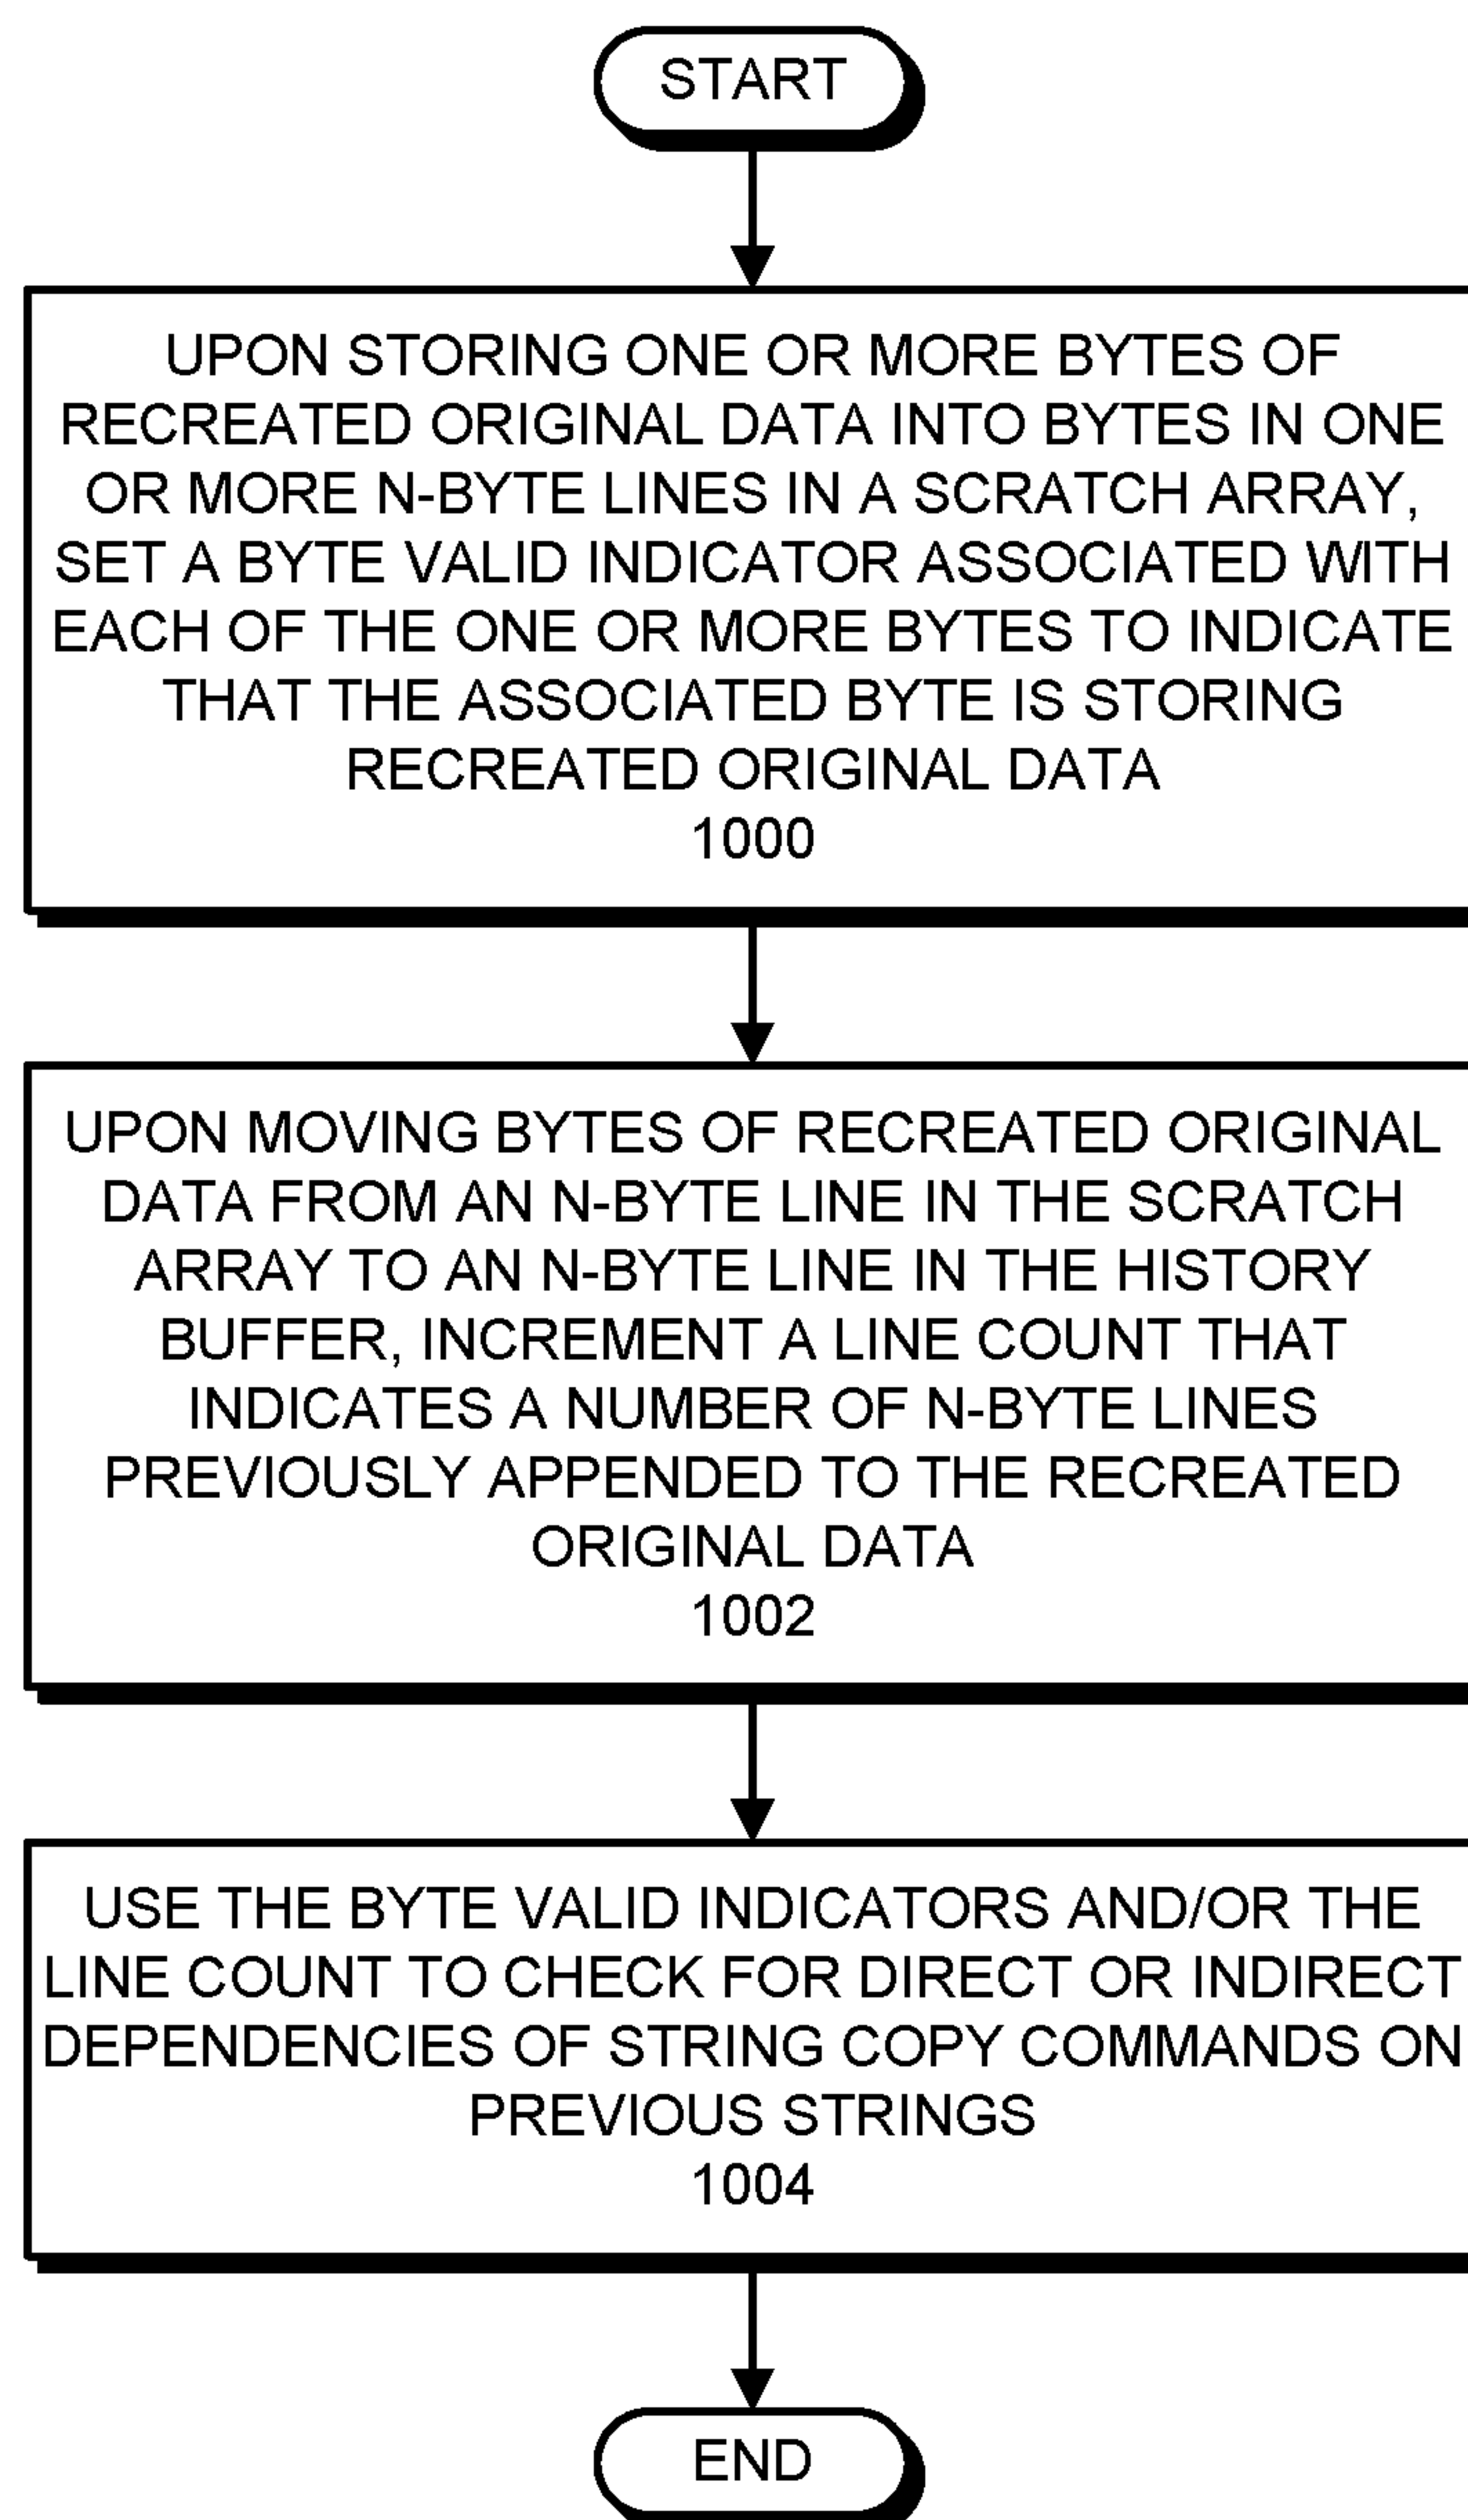 START
UPON STORING ONE OR MORE BYTES OF
RECREATED ORIGINAL DATA INTO BYTES IN ONE
OR MORE N-BYTE LINES IN A SCRATCH ARRAY,
SET A BYTE VALID INDICATOR ASSOCIATED WITH
EACH OF THE ONE OR MORE BYTES TO INDICATE
THAT THE ASSOCIATED BYTE IS STORING
RECREATED ORIGINAL DATA
1000
UPON MOVING BYTES OF RECREATED ORIGINAL
DATA FROM AN N-BYTE LINE IN THE SCRATCH
ARRAY TO AN N-BYTE LINE IN THE HISTORY
BUFFER, INCREMENT A LINE COUNT THAT
INDICATES A NUMBER OF N-BYTE LINES
PREVIOUSLY APPENDED TO THE RECREATED
ORIGINAL DATA
1002
USE THE BYTE VALID INDICATORS AND/OR THE
LINE COUNT TO CHECK FOR DIRECT OR INDIRECT
DEPENDENCIES OF STRING COPY COMMANDS ON
PREVIOUS STRINGS
1004
END